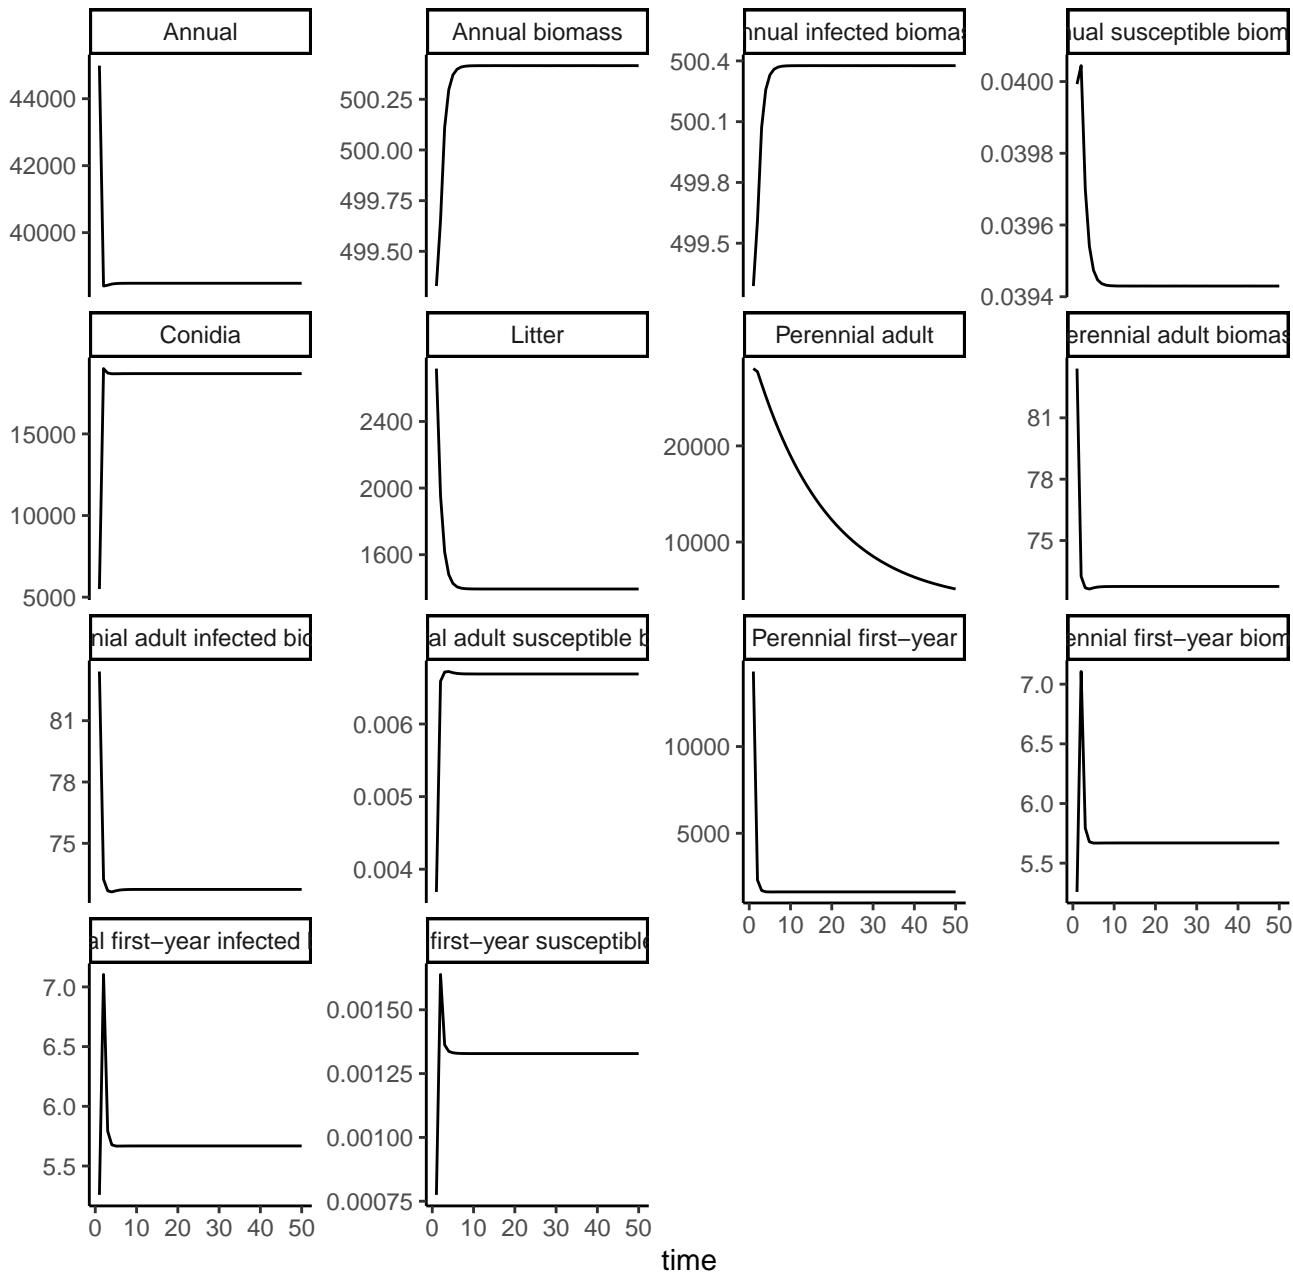 Annual
Annual biomass
nnual infected biomas
ual susceptible biom
44000
42000
40000
500.25
500.00
499.75
499.50
500.4
500.1
499.8
499.5
0.0400
0.0398
0.0396
0.0394
Conidia
Litter
Perennial adult
erennial adult biomas
15000
10000
5000
2400
2000
1600
20000
10000
81
78
75
nial adult infected bio
al adult susceptible b
Perennial first−year
ennial first−year biom
81
78
75
0.006
0.005
0.004
10000
5000
7.0
6.5
6.0
5.5
0 10 20 30 40 50
0 10 20 30 40 50
al first−year infected
first−year susceptible
7.0
6.5
6.0
5.5
0.00150
0.00125
0.00100
0.00075
0 10 20 30 40 50
0 10 20 30 40 50
time